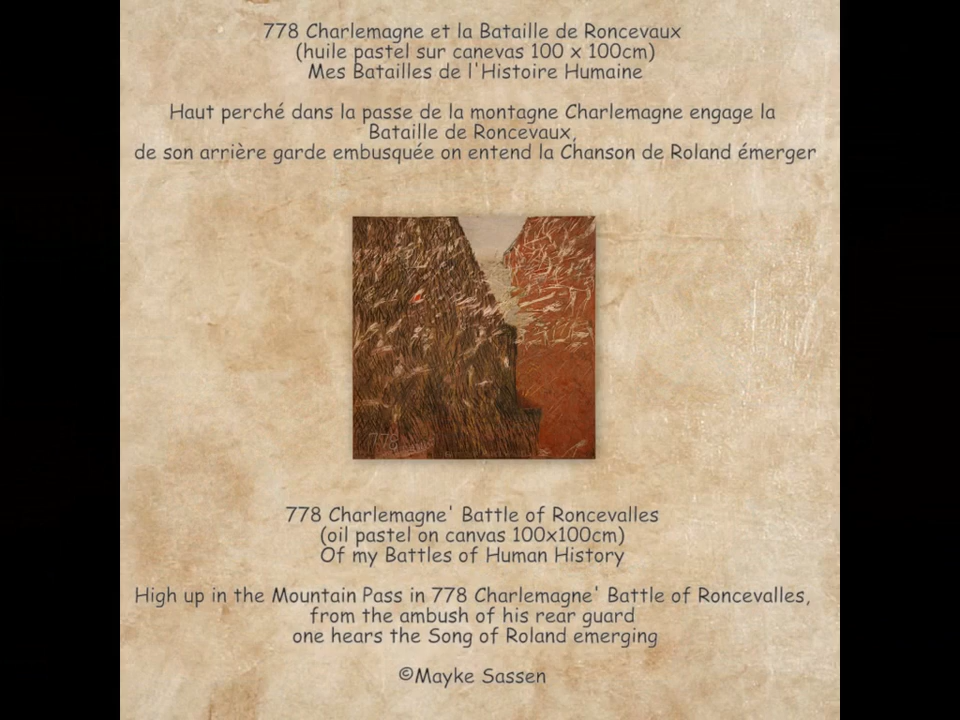 778 Charlemagne et la Bataille de Roncevaux
(huile pastel sur canevas 100 x 100cm)
Mes Batailles de l'Histoire Humaine
Haut perché dans la passe de la montagne Charlemagne engage la
Bataille de Roncevaux,
de son arrière garde embusquée on entend la Chanson de Roland émerger
778
778 Charlemagne' Battle of Roncevalles
(oil pastel on canvas 100x100cm)
Of my Battles of Human History
High up in the Mountain Pass in 778 Charlemagne' Battle of Roncevalles,
from the ambush of his rear guard
one hears the Song of Roland emerging
©Mayke Sassen